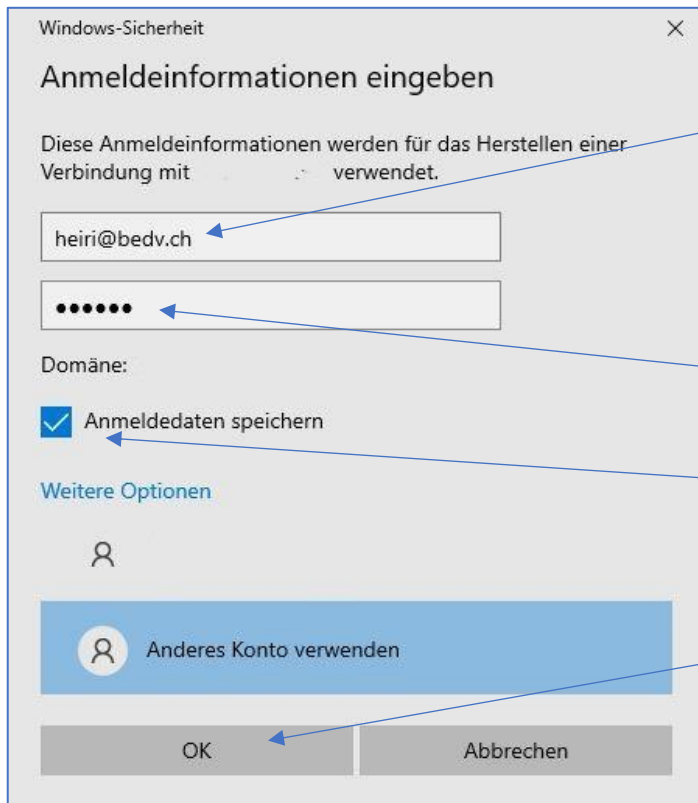 Windows-Sicherheit
Anmeldeinformationen eingeben
Diese Anmeldeinformationen werden für das Herstellen einer
Verbindung mit verwendet.
heiri@bedv.ch
••••••
Domäne:
Anmeldedaten speichern
Weitere Optionen
Anderes Konto verwenden
OK Abbrechen